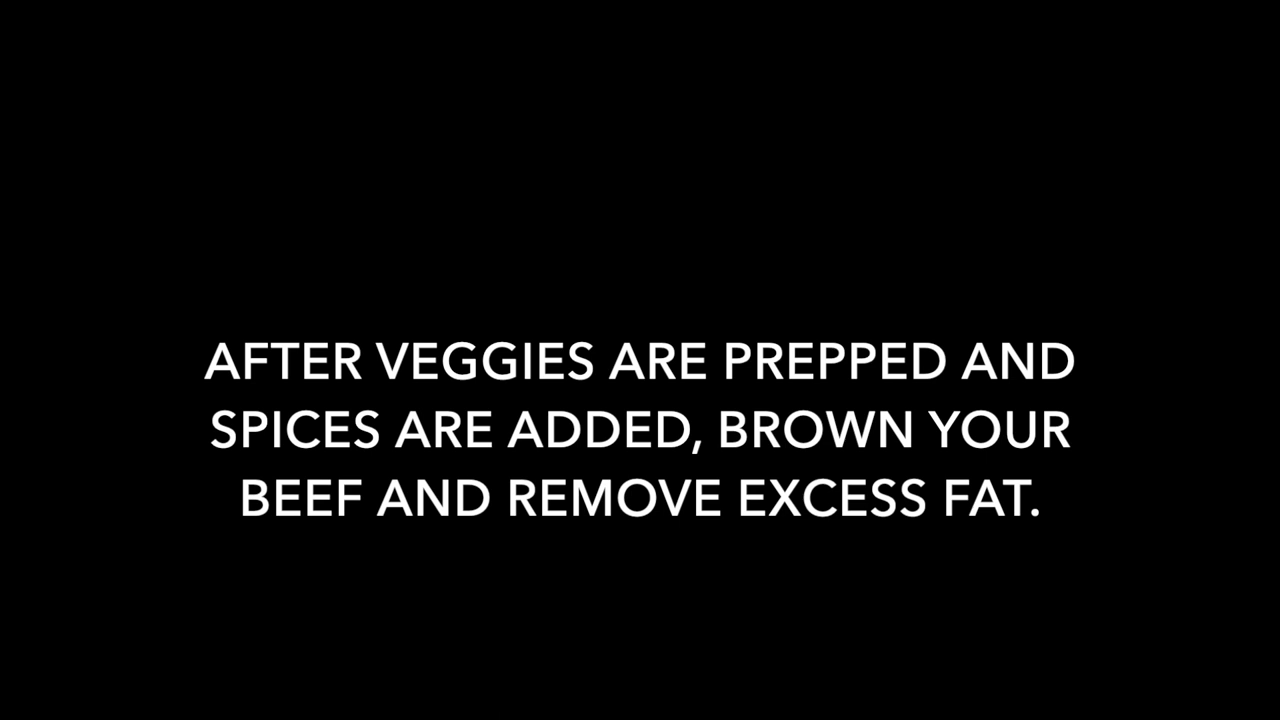 AFTER VEGGIES ARE PREPPED AND
SPICES ARE ADDED, BROWN YOUR
BEEF AND REMOVE EXCESS FAT.